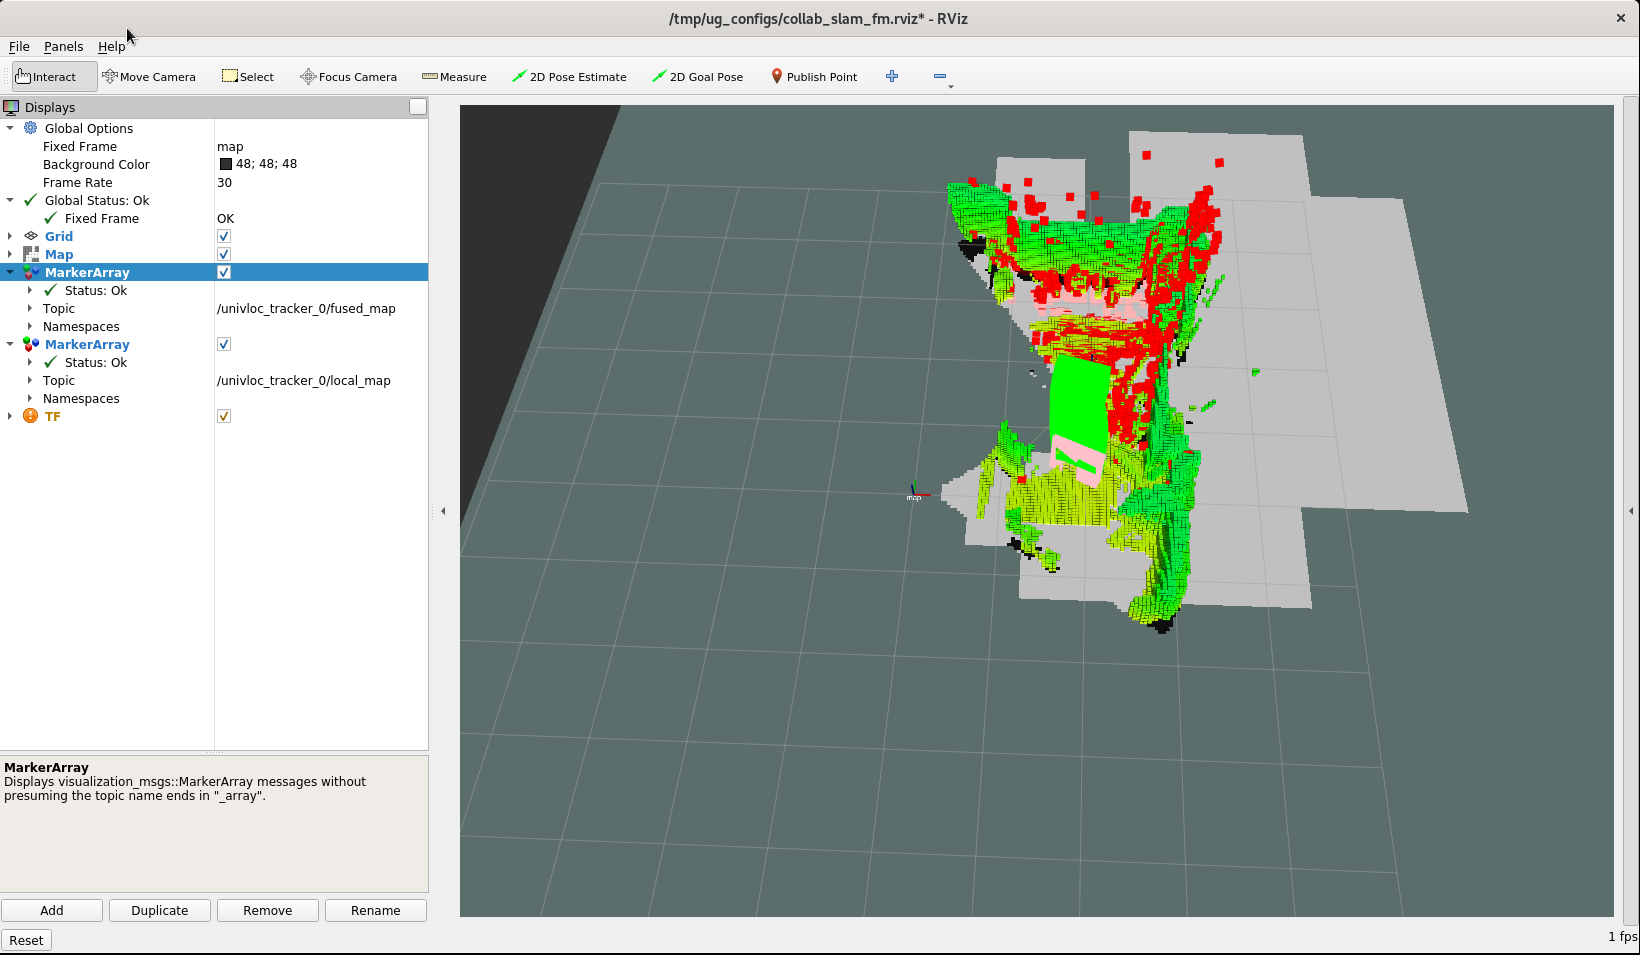 /tmp/ug_configs/collab_slam_fm.rviz* - RViz
File Panels Help
Interact Move Camera Select Focus Camera Measure 2D Pose Estimate 2D Goal Pose Publish Point
Displays
Global Options
Fixed Frame map
Background Color 48; 48; 48
Frame Rate 30
Global Status: Ok
Fixed Frame OK
Grid
Map
MarkerArray
Status: Ok
Topic /univloc_tracker_0/fused_map
Namespaces
MarkerArray
Status: Ok
Topic /univloc_tracker_0/local_map
Namespaces
TF
map
MarkerArray
Displays visualization_msgs::MarkerArray messages without
presuming the topic name ends in "_array".
Add Duplicate Remove Rename
Reset
1 fps